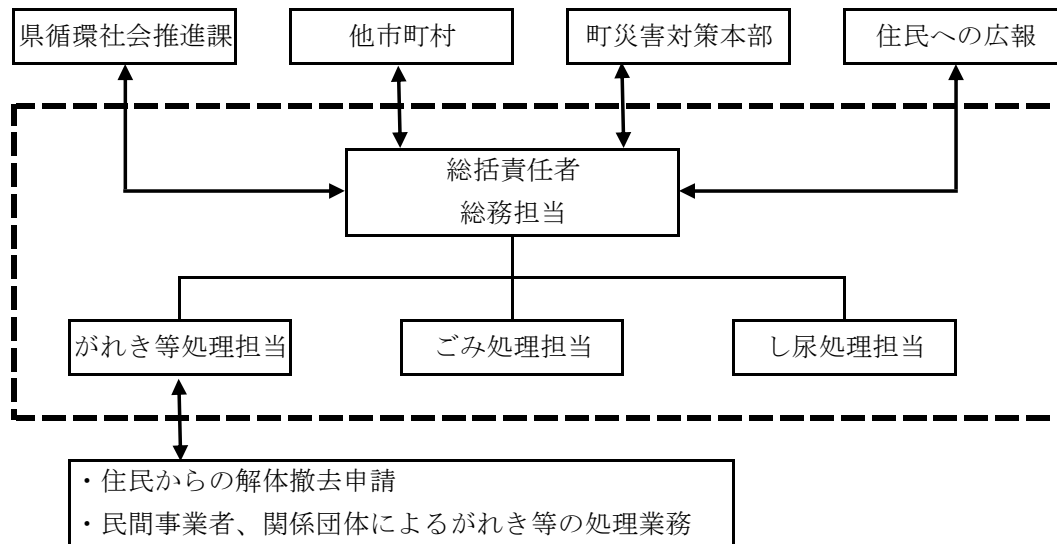 県循環社会推進課
他市町村
町災害対策本部
住民への広報
総括責任者
総務担当
がれき等処理担当
ごみ処理担当
し尿処理担当
・住民からの解体撤去申請
・民間事業者、関係団体によるがれき等の処理業務